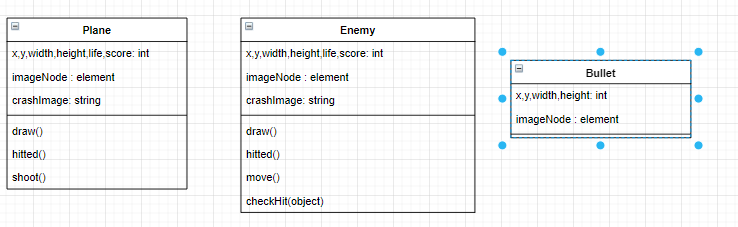 Plane
x,y,width,height,life,score: int
imageNode : element
crashImage: string
draw()
hitted()
shoot()
Enemy
x,y,width,height,life,score: int
imageNode : element
crashImage: string
draw()
hitted()
move()
checkHit(object)
Bullet
x,y,width,height: int
imageNode : element